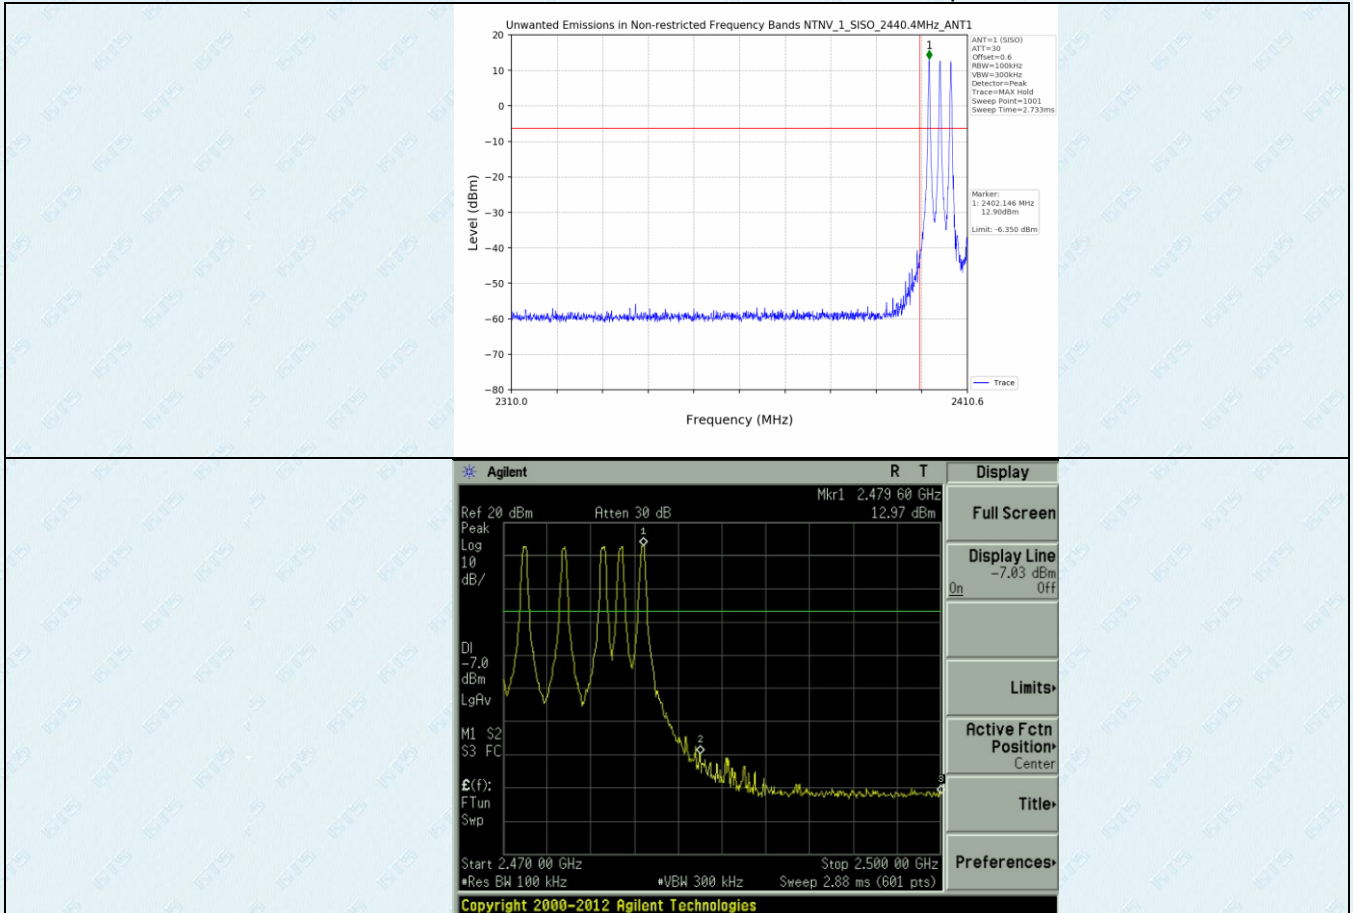 Unwanted Emissions in Non-restricted Frequency Bands NTNV_1_SISO_2440.4MHz_ANT1
20
10
0
−10
−20
−30
−40
−50
−60
−70
−80
Level (dBm)
1
2310.0
2410.6
Frequency (MHz)
ANT=1 (SISO)
ATT=30
Offset=0.6
RBW=100kHz
VBW=300kHz
Detector=Peak
Trace=MAX Hold
Sweep Point=1001
Sweep Time=2.733ms
Marker:
1: 2402.146 MHz
12.90dBm
Limit: -6.350 dBm
Trace
Agilent
R T
Mkr1 2.479 60 GHz
Ref 20 dBm
Atten 30 dB
12.97 dBm
Peak
Log
10
dB/
DI
-7.0
dBm
LgAv
M1 S2
S3 FC
£(f):
FTun
Swp
1
2
3
Start 2.470 00 GHz
Stop 2.500 00 GHz
#Res BW 100 kHz
#VBW 300 kHz
Sweep 2.88 ms (601 pts)
Copyright 2000-2012 Agilent Technologies
Display
Full Screen
Display Line
-7.03 dBm
On
Off
Limits
Active Fctn
Position
Center
Title
Preferences